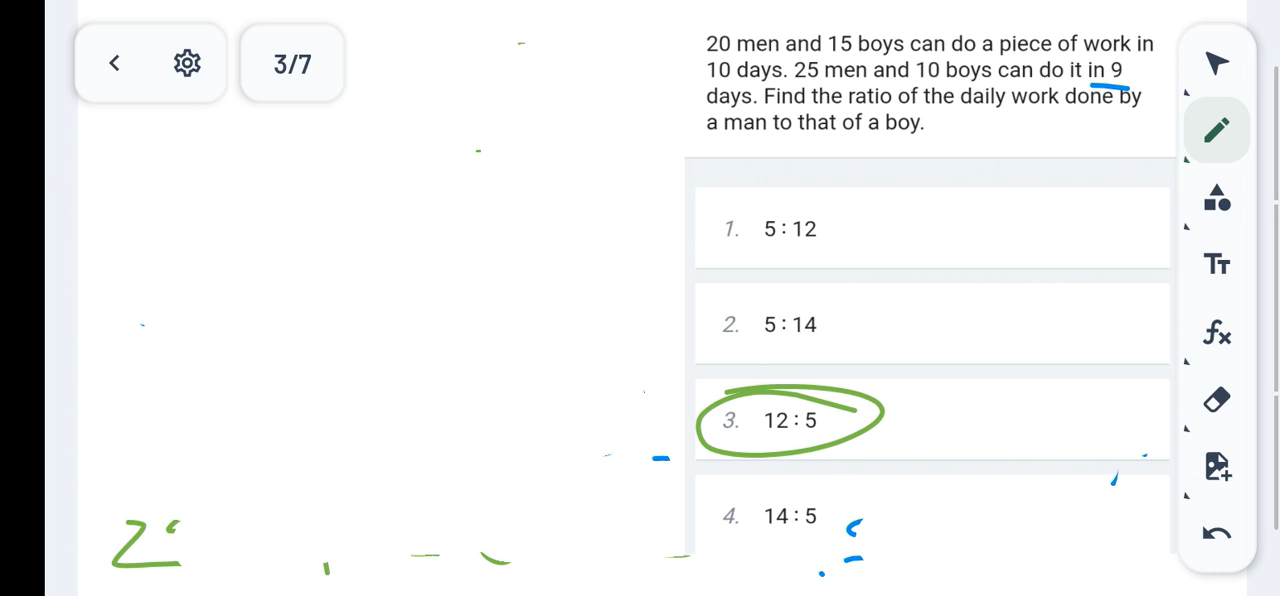 3/7
20 men and 15 boys can do a piece of work in
10 days. 25 men and 10 boys can do it in 9
days. Find the ratio of the daily work done by
a man to that of a boy.
1. 5 : 12
2. 5 : 14
3. 12 : 5
4. 14 : 5
Tт
fx